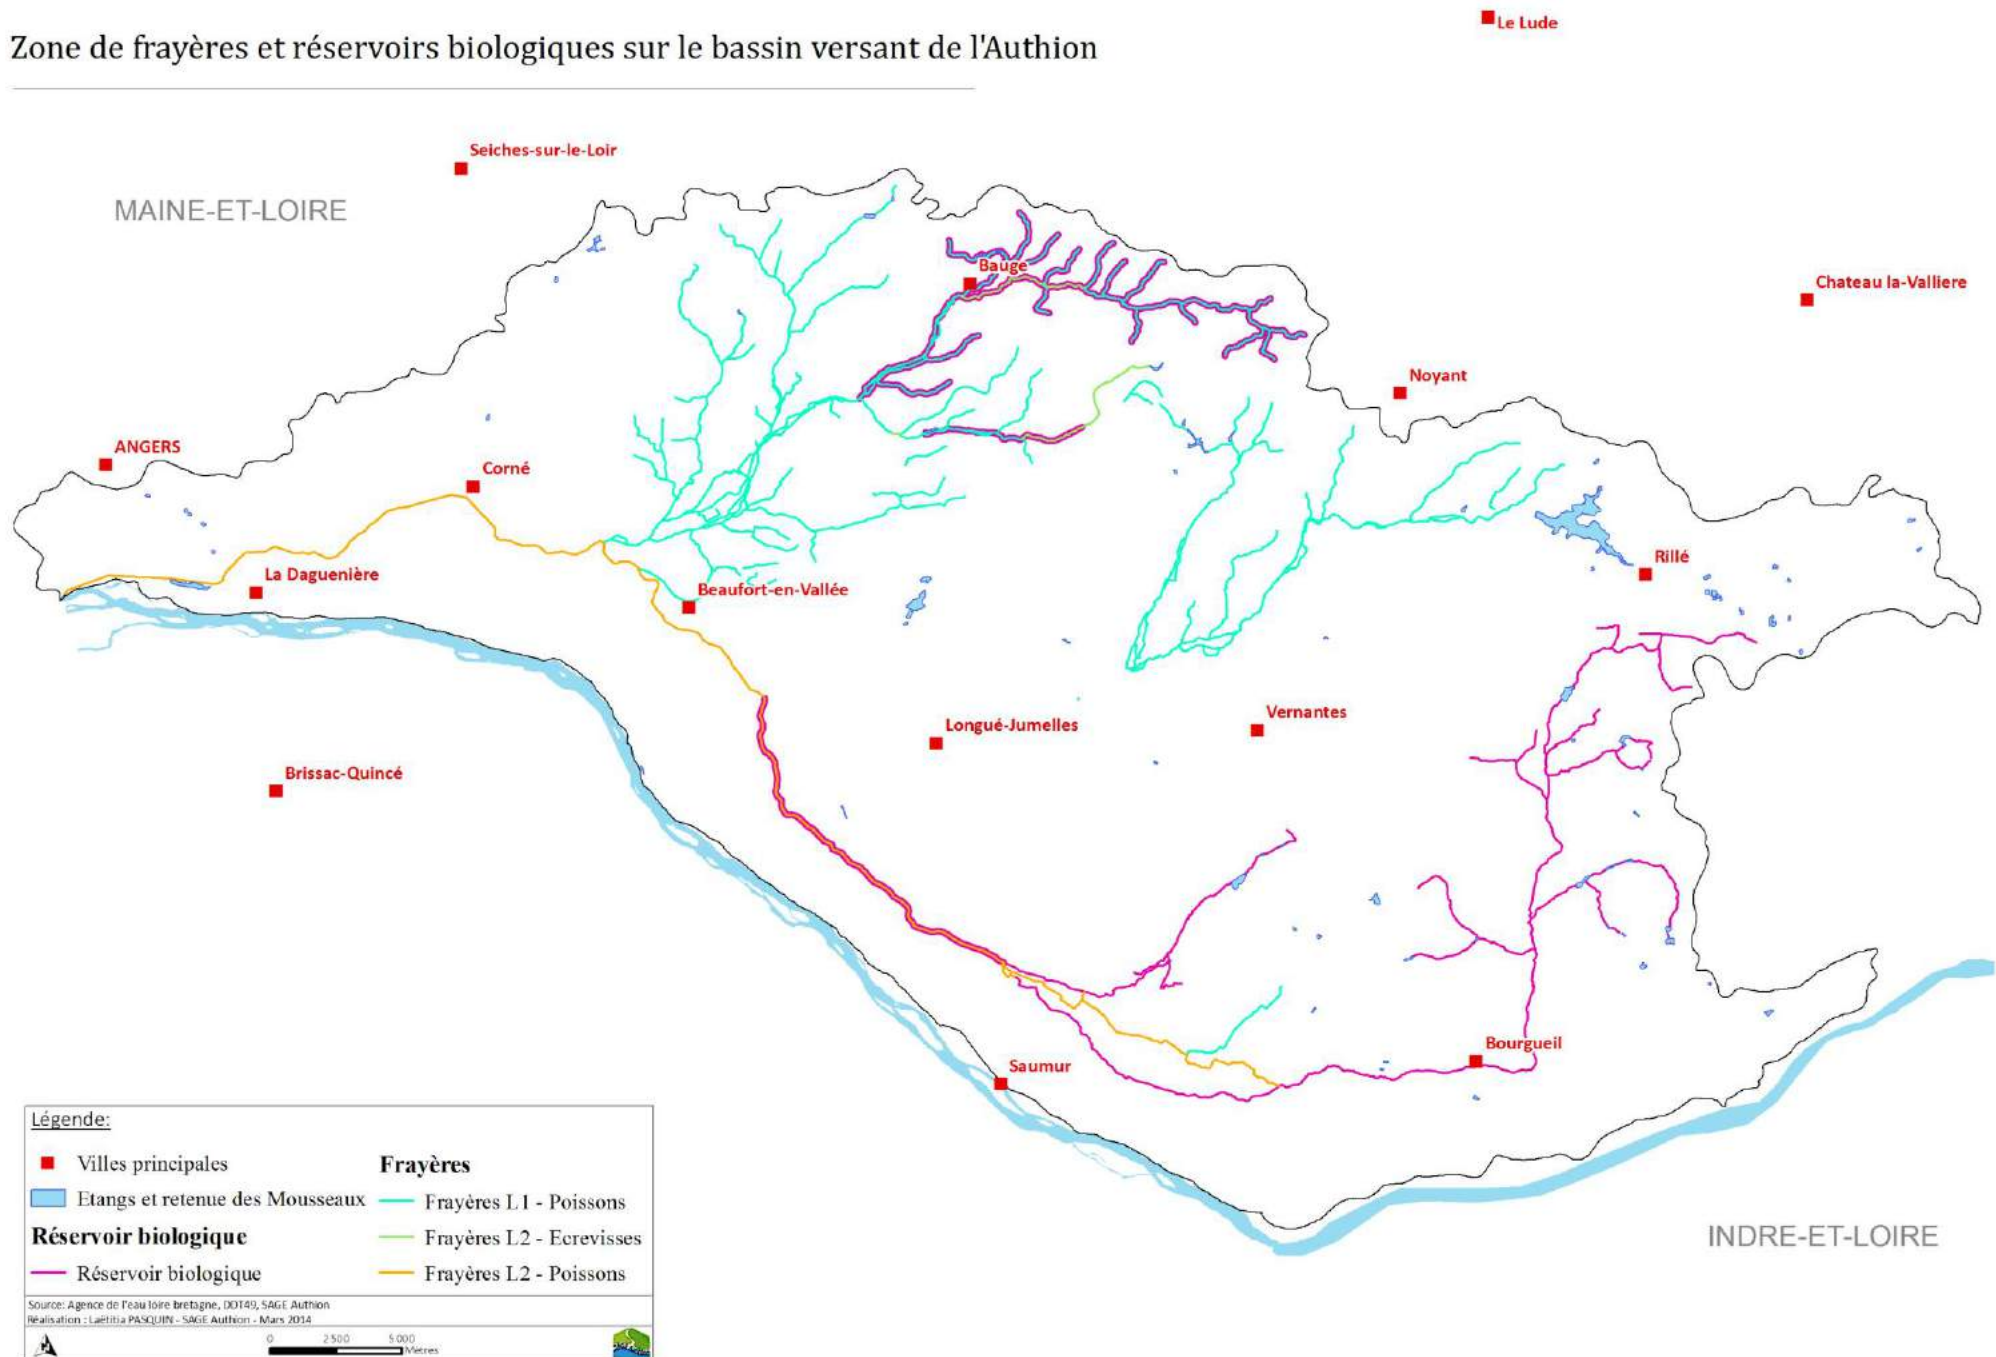 Le Lude
Zone de frayères et réservoirs biologiques sur le bassin versant de l'Authion
Seiches-sur-le-Loir
MAINE-ET-LOIRE
Bauge
Chateau la-Valliere
Noyant
ANGERS
Corné
Rillé
La Daguenière
Beaufort-en-Vallée
Longué-Jumelles
Vernantes
Brissac-Quincé
Bourgueil
Saumur
INDRE-ET-LOIRE
Légende:
Villes principales
Etangs et retenue des Mousseaux
Réservoir biologique
Réservoir biologique
Frayères
Frayères L1 - Poissons
Frayères L2 - Ecrevisses
Frayères L2 - Poissons
Source: Agence de l'eau loire bretagne, DDT49, SAGE Authion
Réalisation : Laëtitia PASQUIN - SAGE Authion - Mars 2014
0 2 500 5 000
Mètres